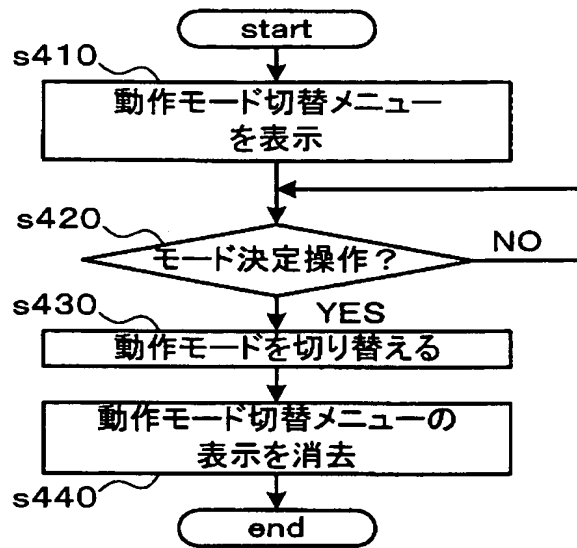 start
s410
動作モード切替メニュー
を表示
s420
モード決定操作？
NO
YES
s430
動作モードを切り替える
動作モード切替メニューの
表示を消去
s440
end